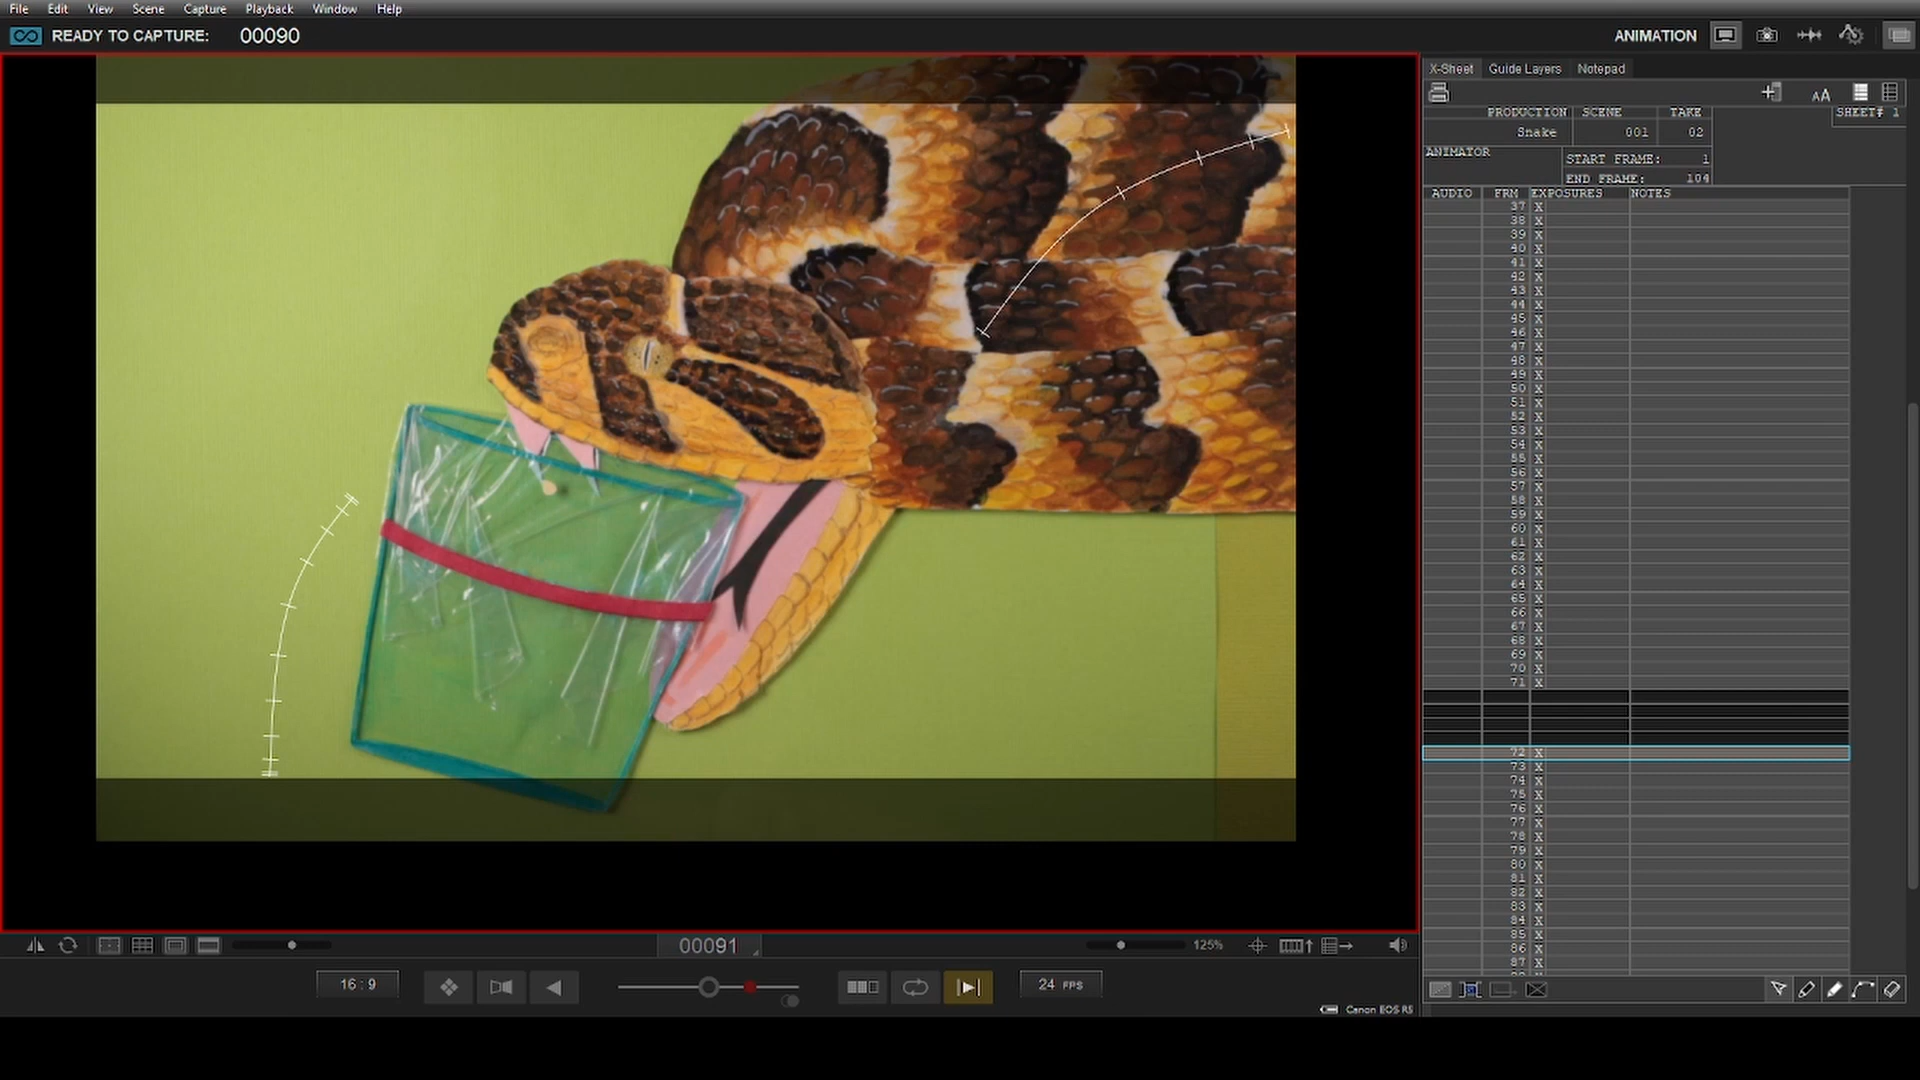 File Edit View Scene Capture Playback Window Help
READY TO CAPTURE: 00090
ANIMATION
X-Sheet Guide Layers Notepad
AA
PRODUCTION SCENE TAKE SHEET# 1
Snake 001 02
ANIMATOR
START FRAME: 1
END FRAME: 104
AUDIO FRM EXPOSURES NOTES
37 X
38 X
39 X
40 X
41 X
42 X
43 X
44 X
45 X
46 X
47 X
48 X
49 X
50 X
51 X
52 X
53 X
54 X
55 X
56 X
57 X
58 X
59 X
60 X
61 X
62 X
63 X
64 X
65 X
66 X
67 X
68 X
69 X
70 X
71 X
72 X
73 X
74 X
75 X
76 X
77 X
78 X
79 X
80 X
81 X
82 X
83 X
84 X
85 X
86 X
87 X
00091
125%
16:9
24 FPS
Canon EOS R5